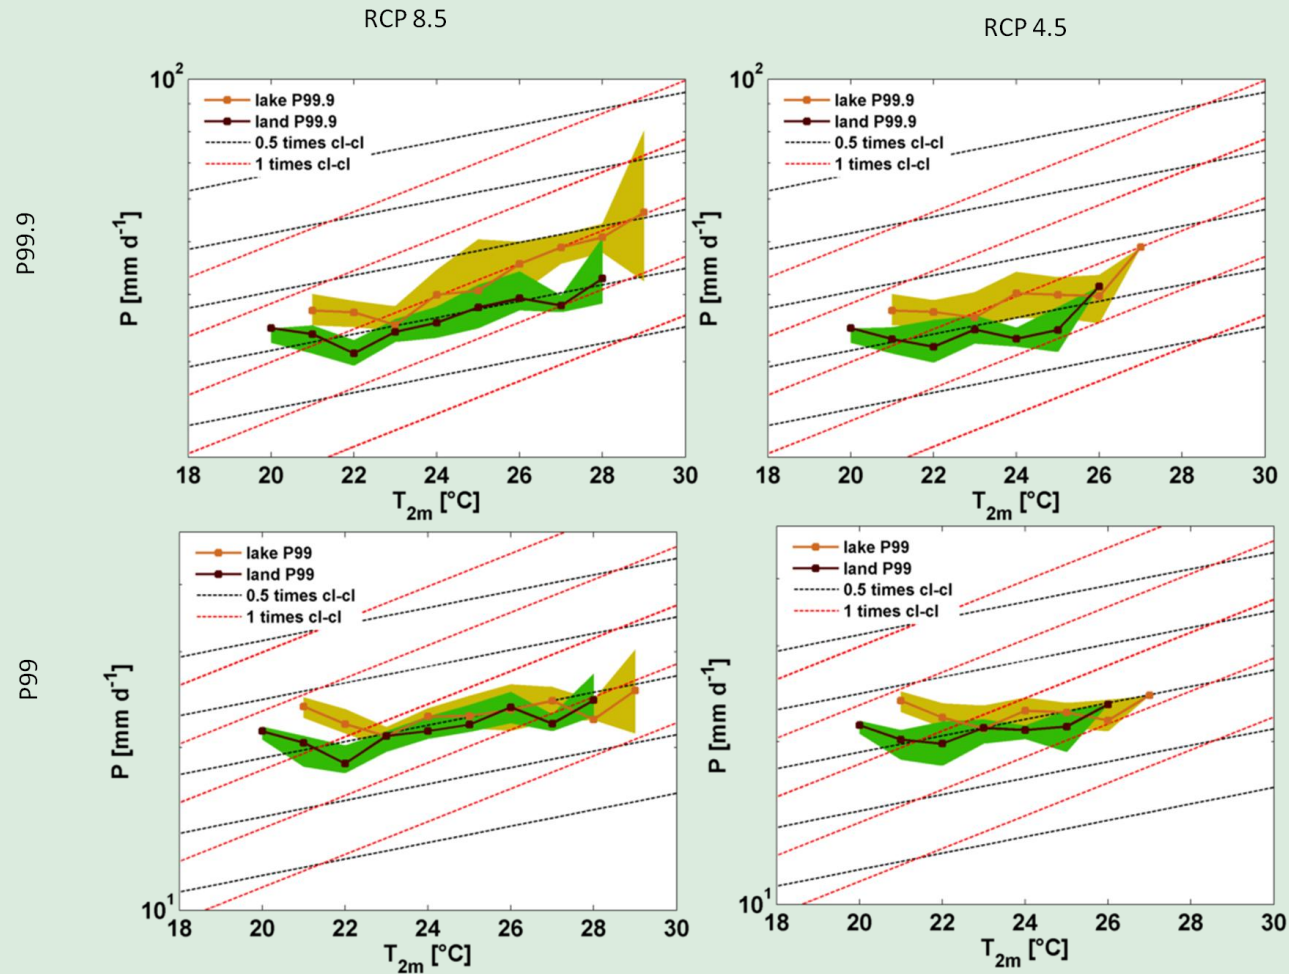 RCP 8.5
RCP 4.5
P99.9
10²
P [mm d⁻¹]
lake P99.9
land P99.9
0.5 times cl-cl
1 times cl-cl
18 20 22 24 26 28 30
T₂ₘ [°C]
10²
P [mm d⁻¹]
lake P99.9
land P99.9
0.5 times cl-cl
1 times cl-cl
18 20 22 24 26 28 30
T₂ₘ [°C]
P99
P [mm d⁻¹]
lake P99
land P99
0.5 times cl-cl
1 times cl-cl
10¹
18 20 22 24 26 28 30
T₂ₘ [°C]
P [mm d⁻¹]
lake P99
land P99
0.5 times cl-cl
1 times cl-cl
10¹
18 20 22 24 26 28 30
T₂ₘ [°C]